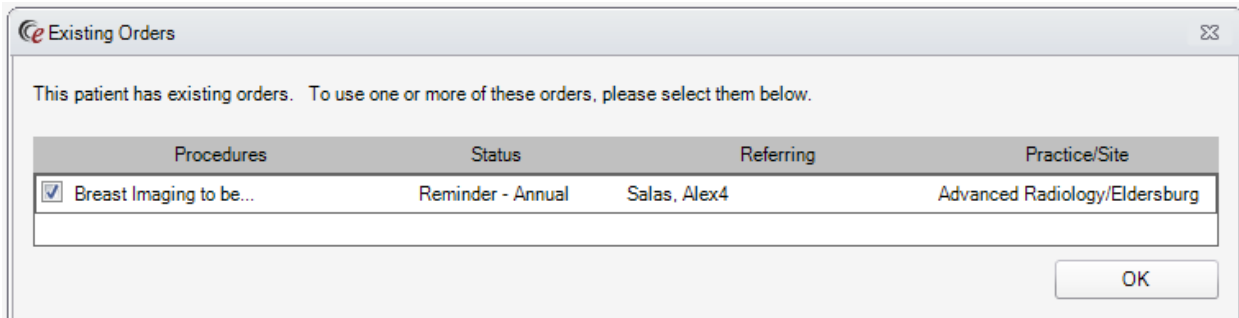 Existing Orders
This patient has existing orders. To use one or more of these orders, please select them below.
Procedures Status Referring Practice/Site
Breast Imaging to be... Reminder - Annual Salas, Alex4 Advanced Radiology/Eldersburg
OK